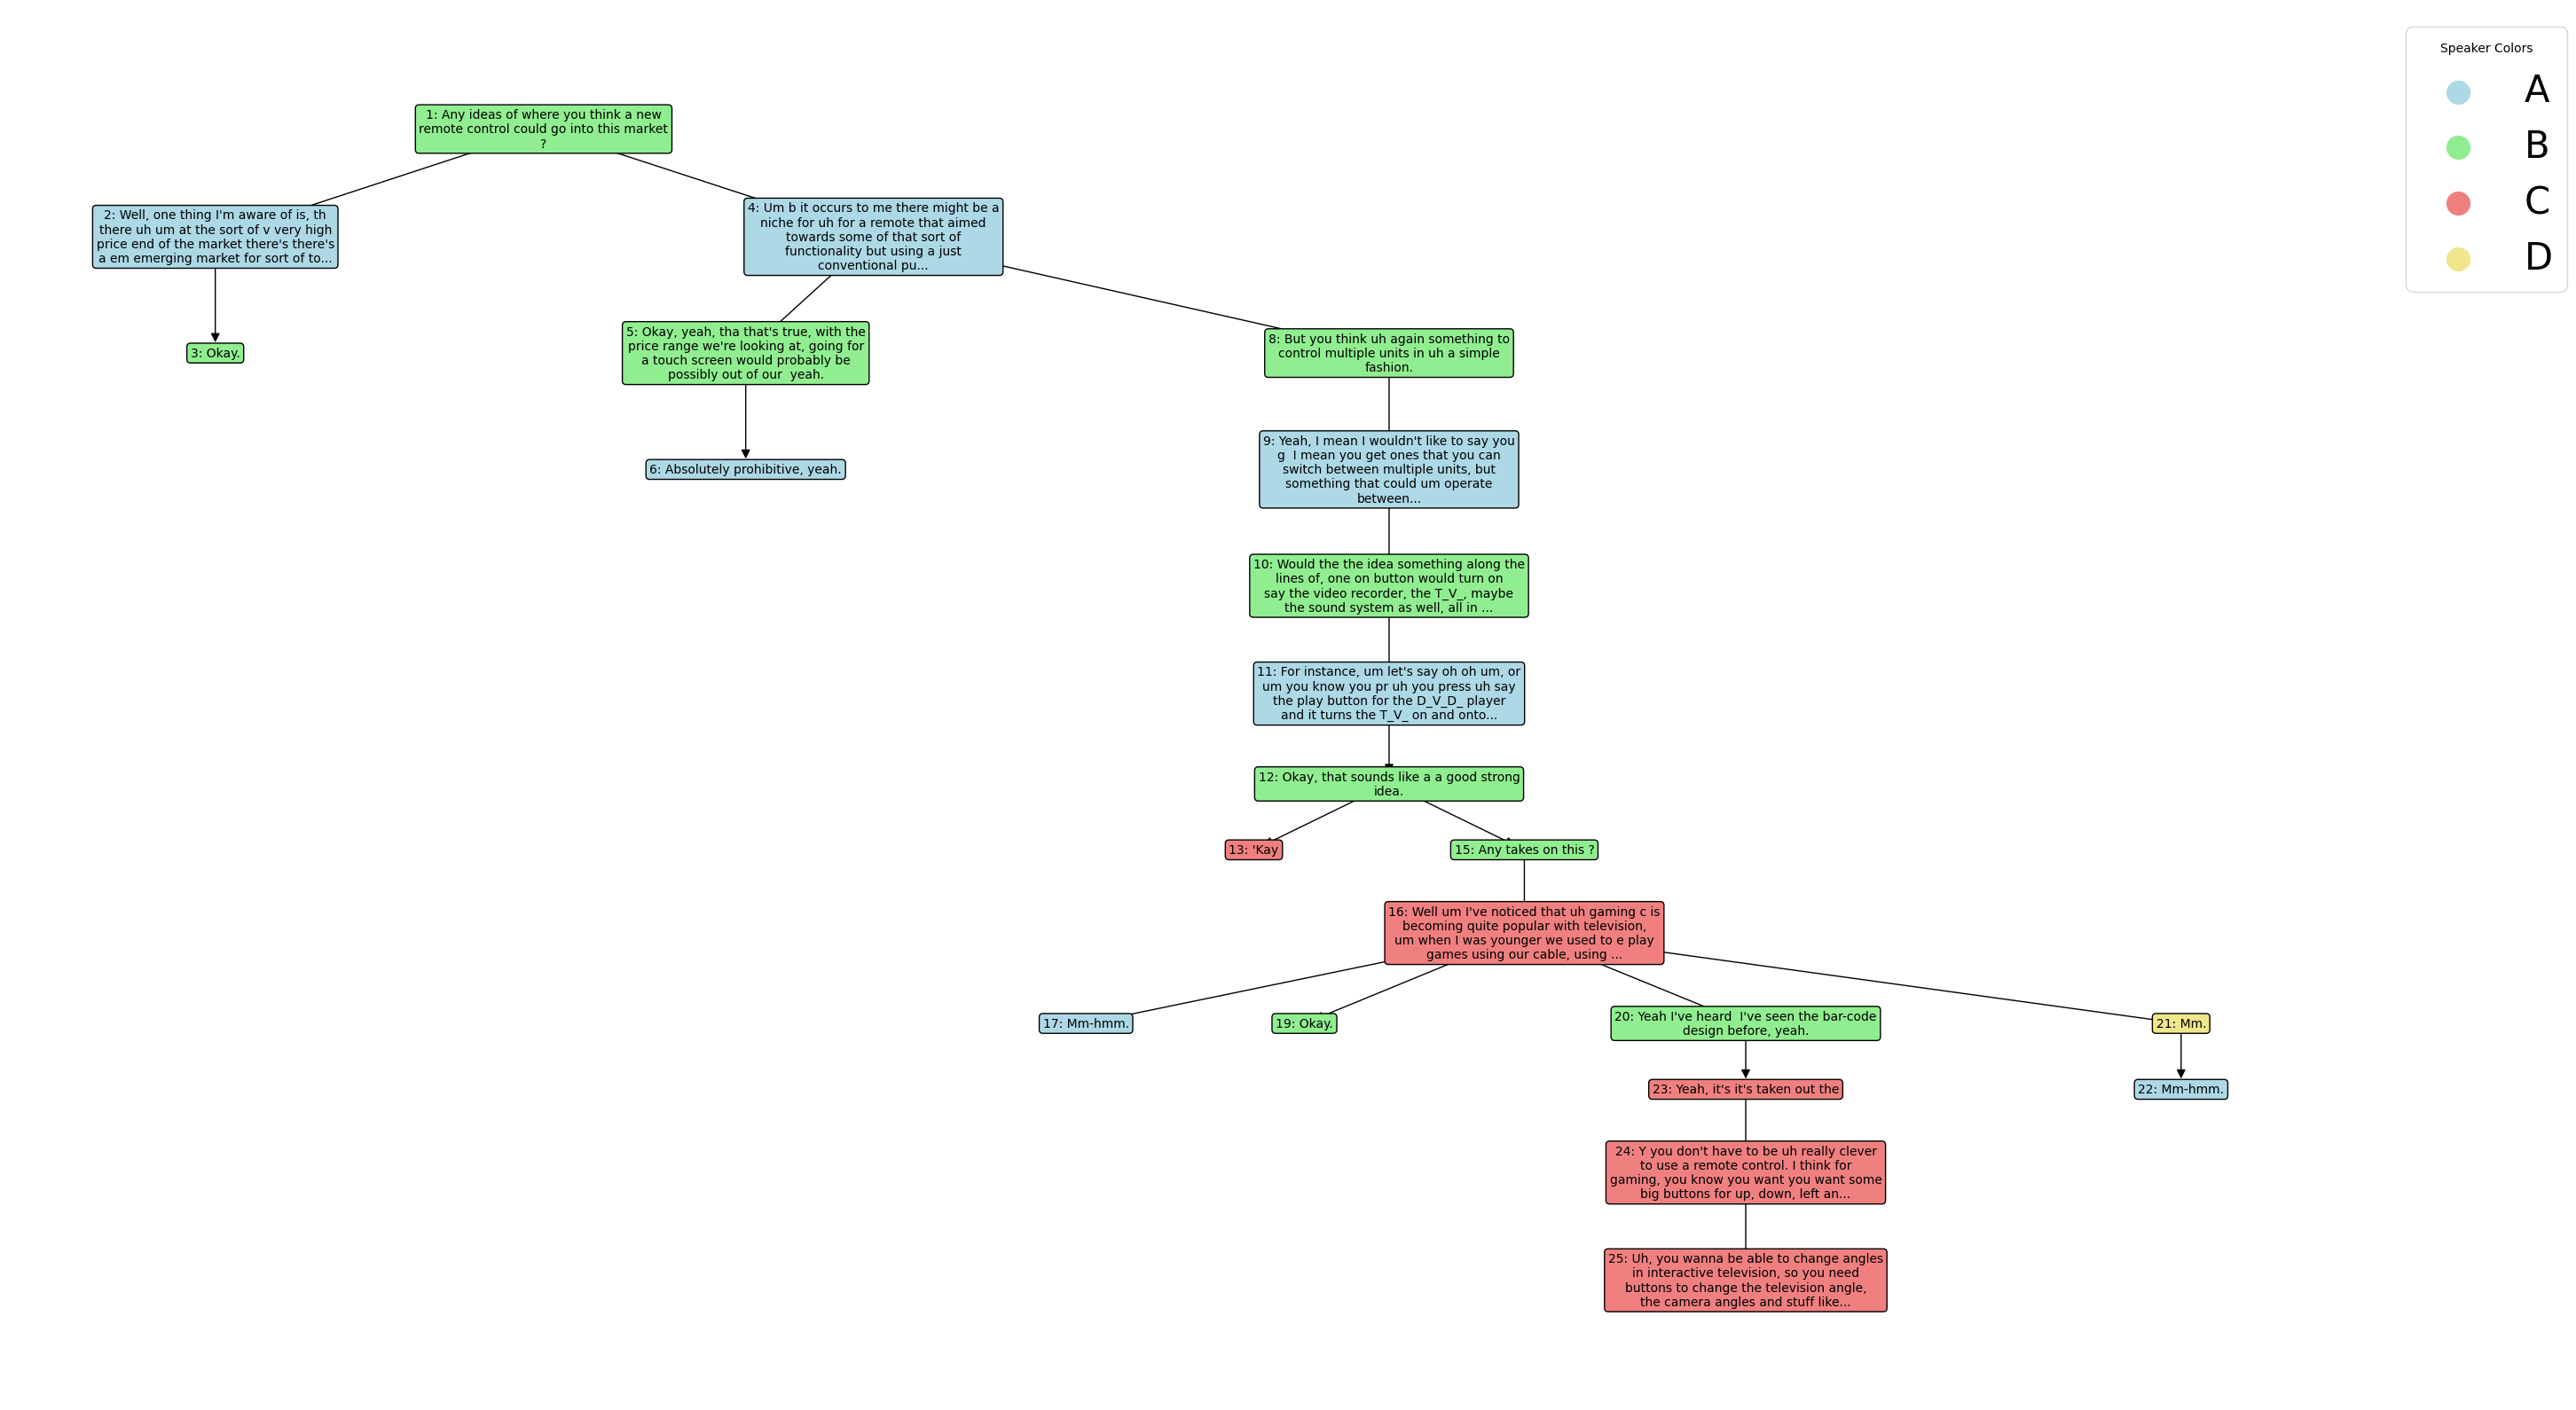 Speaker Colors
A
B
C
D
1: Any ideas of where you think a new
remote control could go into this market
?
2: Well, one thing I'm aware of is, th
there uh um at the sort of v very high
price end of the market there's there's
a em emerging market for sort of to...
4: Um b it occurs to me there might be a
niche for uh for a remote that aimed
towards some of that sort of
functionality but using a just
conventional pu...
3: Okay.
5: Okay, yeah, tha that's true, with the
price range we're looking at, going for
a touch screen would probably be
possibly out of our  yeah.
8: But you think uh again something to
control multiple units in uh a simple
fashion.
6: Absolutely prohibitive, yeah.
9: Yeah, I mean I wouldn't like to say you
g  I mean you get ones that you can
switch between multiple units, but
something that could um operate
between...
10: Would the the idea something along the
lines of, one on button would turn on
say the video recorder, the T_V_, maybe
the sound system as well, all in ...
11: For instance, um let's say oh oh um, or
um you know you pr uh you press uh say
the play button for the D_V_D_ player
and it turns the T_V_ on and onto...
12: Okay, that sounds like a a good strong
idea.
13: 'Kay
15: Any takes on this ?
16: Well um I've noticed that uh gaming c is
becoming quite popular with television,
um when I was younger we used to e play
games using our cable, using ...
17: Mm-hmm.
19: Okay.
20: Yeah I've heard  I've seen the bar-code
design before, yeah.
21: Mm.
23: Yeah, it's it's taken out the
22: Mm-hmm.
24: Y you don't have to be uh really clever
to use a remote control. I think for
gaming, you know you want you want some
big buttons for up, down, left an...
25: Uh, you wanna be able to change angles
in interactive television, so you need
buttons to change the television angle,
the camera angles and stuff like...